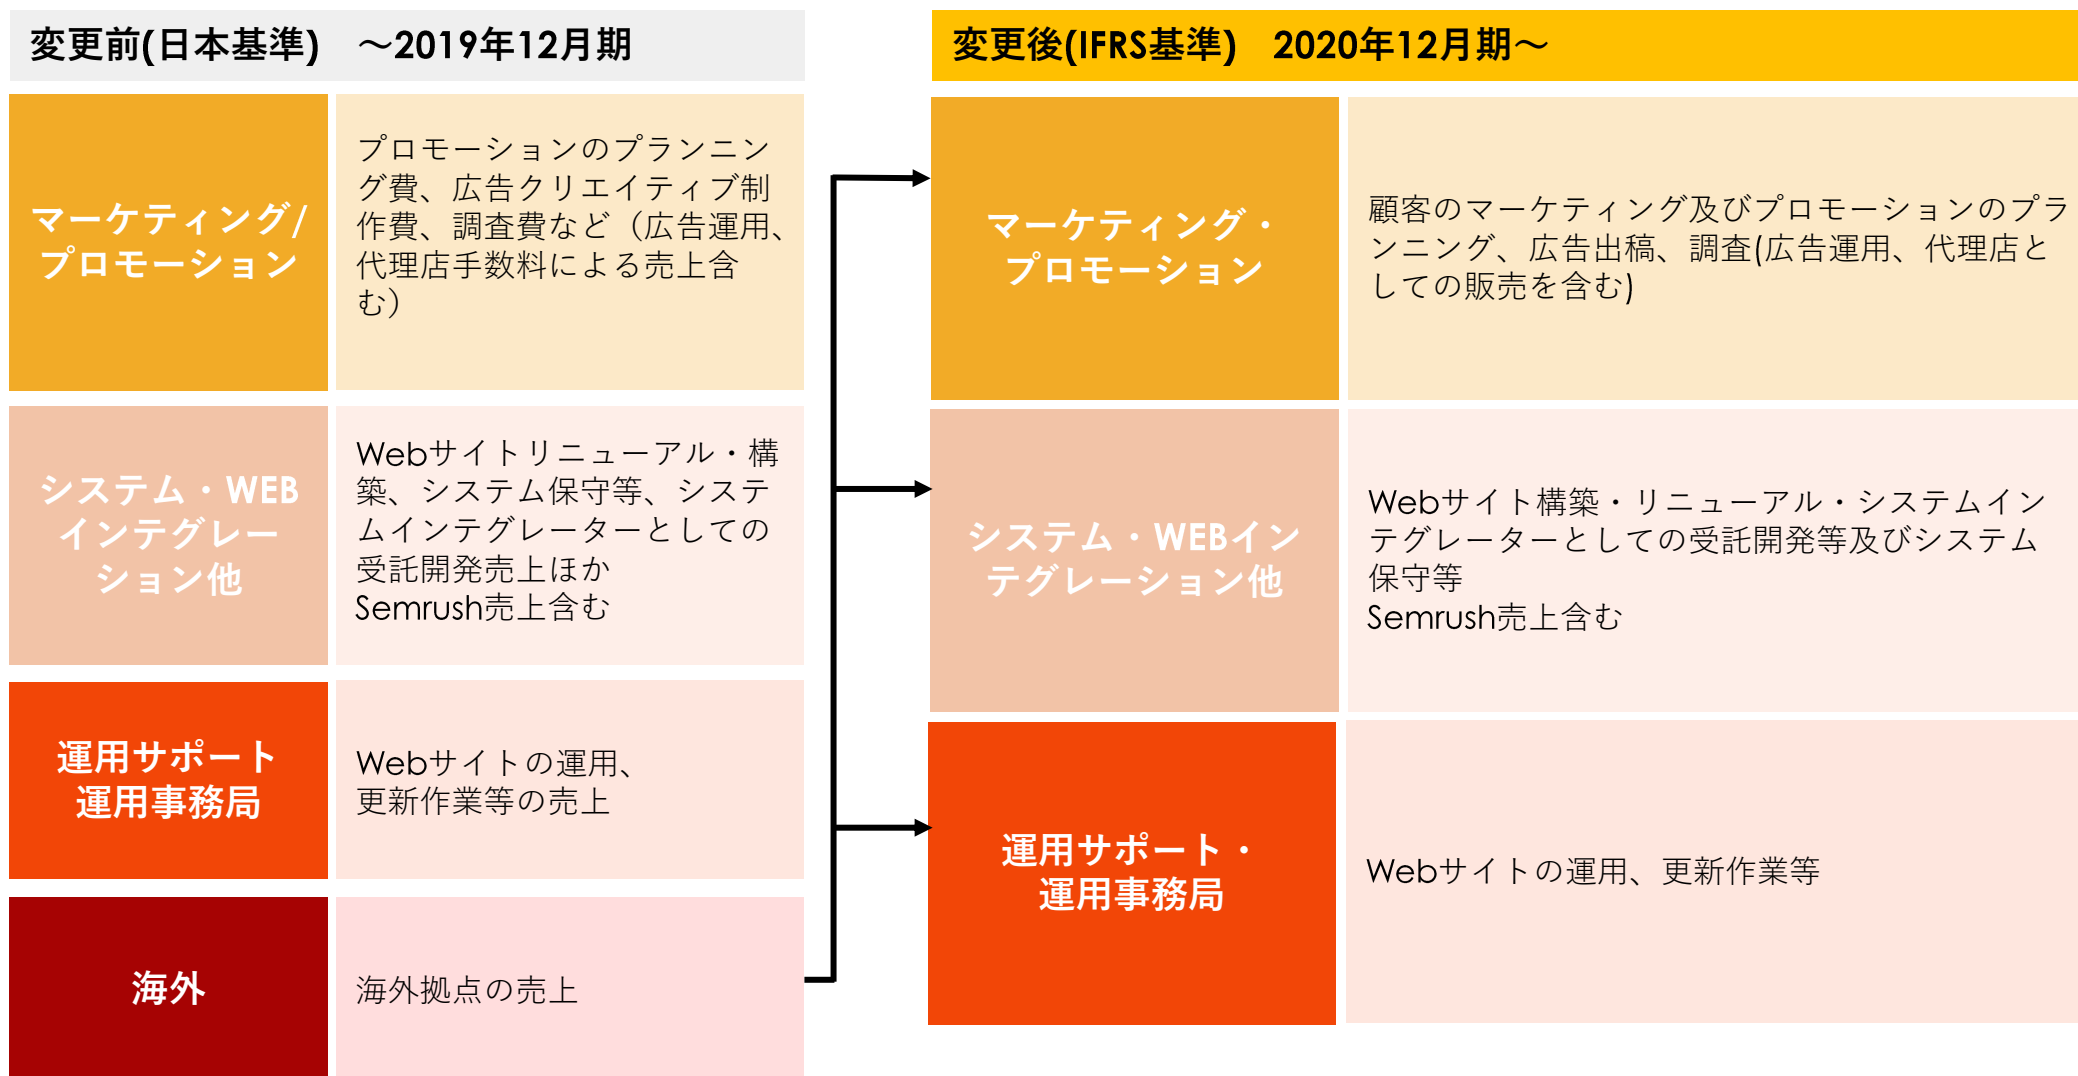 変更前(日本基準)　～2019年12月期
マーケティング/
プロモーション
プロモーションのプランニン
グ費、広告クリエイティブ制
作費、調査費など（広告運用、
代理店手数料による売上含
む）
システム・WEB
インテグレー
ション他
Webサイトリニューアル・構
築、システム保守等、システ
ムインテグレーターとしての
受託開発売上ほか
Semrush売上含む
運用サポート
運用事務局
Webサイトの運用、
更新作業等の売上
海外
海外拠点の売上
変更後(IFRS基準)　2020年12月期～
マーケティング・
プロモーション
顧客のマーケティング及びプロモーションのプラ
ンニング、広告出稿、調査(広告運用、代理店と
しての販売を含む)
システム・WEBイン
テグレーション他
Webサイト構築・リニューアル・システムイン
テグレーターとしての受託開発等及びシステム
保守等
Semrush売上含む
運用サポート・
運用事務局
Webサイトの運用、更新作業等